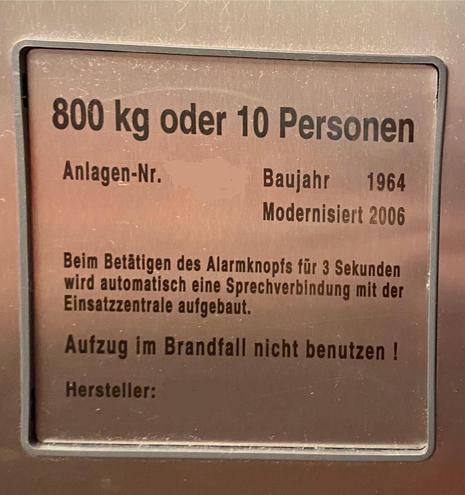 800 kg oder 10 Personen
Anlagen-Nr. Baujahr 1964
Modernisiert 2006
Beim Betätigen des Alarmknopfs für 3 Sekunden
wird automatisch eine Sprechverbindung mit der
Einsatzzentrale aufgebaut.
Aufzug im Brandfall nicht benutzen !
Hersteller: